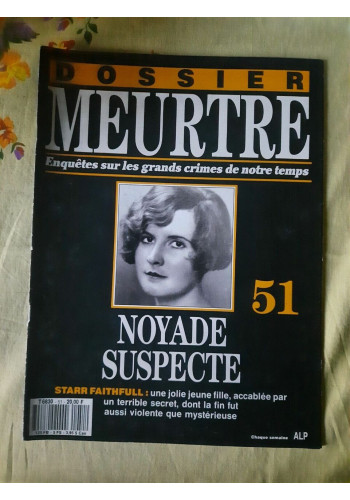 DOSSIER
MEURTRE
Enquêtes sur les grands crimes de notre temps
51
NOYADE
SUSPECTE
STARR FAITHFULL : une jolie jeune fille, accablée par
un terrible secret, dont la fin fut
aussi violente que mystérieuse
Chaque semaine ALP